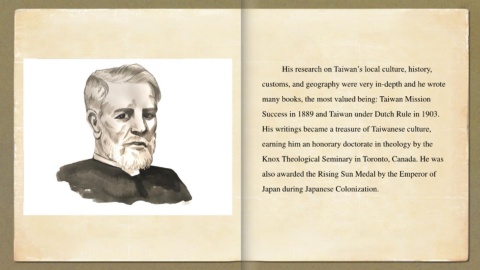 His research on Taiwan's local culture, history,
customs, and geography were very in-depth and he wrote
many books, the most valued being: Taiwan Mission
Success in 1889 and Taiwan under Dutch Rule in 1903.
His writings became a treasure of Taiwanese culture,
earning him an honorary doctorate in theology by the
Knox Theological Seminary in Toronto, Canada. He was
also awarded the Rising Sun Medal by the Emperor of
Japan during Japanese Colonization.